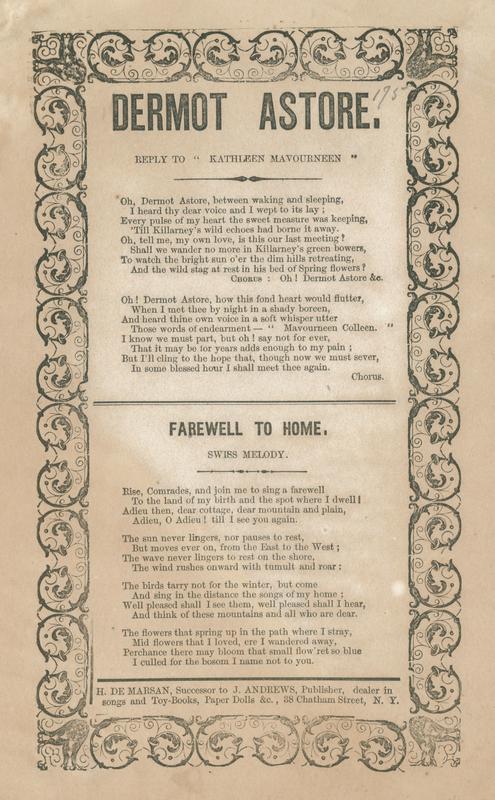 DERMOT ASTORE.
175
REPLY TO " KATHLEEN MAVOURNEEN "
Oh, Dermot Astore, between waking and sleeping,
I heard thy dear voice and I wept to its lay ;
Every pulse of my heart the sweet measure was keeping,
'Till Killarney's wild echoes had borne it away.
Oh, tell me, my own love, is this our last meeting ?
Shall we wander no more in Killarney's green bowers,
To watch the bright sun o'er the dim hills retreating,
And the wild stag at rest in his bed of Spring flowers ?
CHORUS : Oh ! Dermot Astore &c.
Oh ! Dermot Astore, how this fond heart would flutter,
When I met thee by night in a shady boreen,
And heard thine own voice in a soft whisper utter
Those words of endearment — " Mavourneen Colleen. "
I know we must part, but oh ! say not for ever,
That it may be for years adds enough to my pain ;
But I'll cling to the hope that, though now we must sever,
In some blessed hour I shall meet thee again.
Chorus.
FAREWELL TO HOME.
SWISS MELODY.
Rise, Comrades, and join me to sing a farewell
To the land of my birth and the spot where I dwell !
Adieu then, dear cottage, dear mountain and plain,
Adieu, O Adieu ! till I see you again.
The sun never lingers, nor pauses to rest,
But moves ever on, from the East to the West ;
The wave never lingers to rest on the shore,
The wind rushes onward with tumult and roar :
The birds tarry not for the winter, but come
And sing in the distance the songs of my home ;
Well pleased shall I see them, well pleased shall I hear,
And think of these mountains and all who are dear.
The flowers that spring up in the path where I stray,
Mid flowers that I loved, ere I wandered away,
Perchance there may bloom that small flow'ret so blue
I culled for the bosom I name not to you.
H. DE MARSAN, Successor to J. ANDREWS, Publisher, dealer in
songs and Toy-Books, Paper Dolls &c., 38 Chatham Street, N. Y.